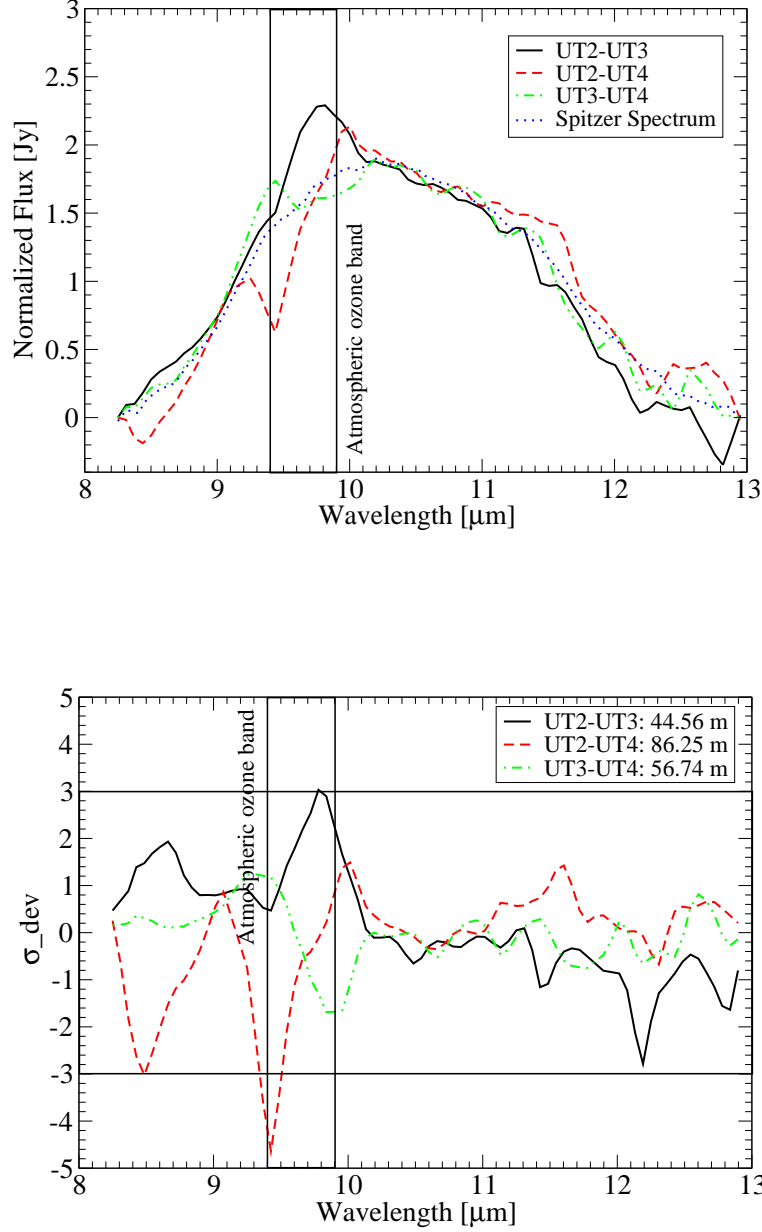 3
2.5
2
1.5
1
0.5
0
Normalized Flux [Jy]
UT2-UT3
UT2-UT4
UT3-UT4
Spitzer Spectrum
Atmospheric ozone band
8 9 10 11 12 13
Wavelength [μm]
5
4
3
2
1
0
-1
-2
-3
-4
-5
σ_dev
Atmospheric ozone band
UT2-UT3: 44.56 m
UT2-UT4: 86.25 m
UT3-UT4: 56.74 m
8 9 10 11 12 13
Wavelength [μm]